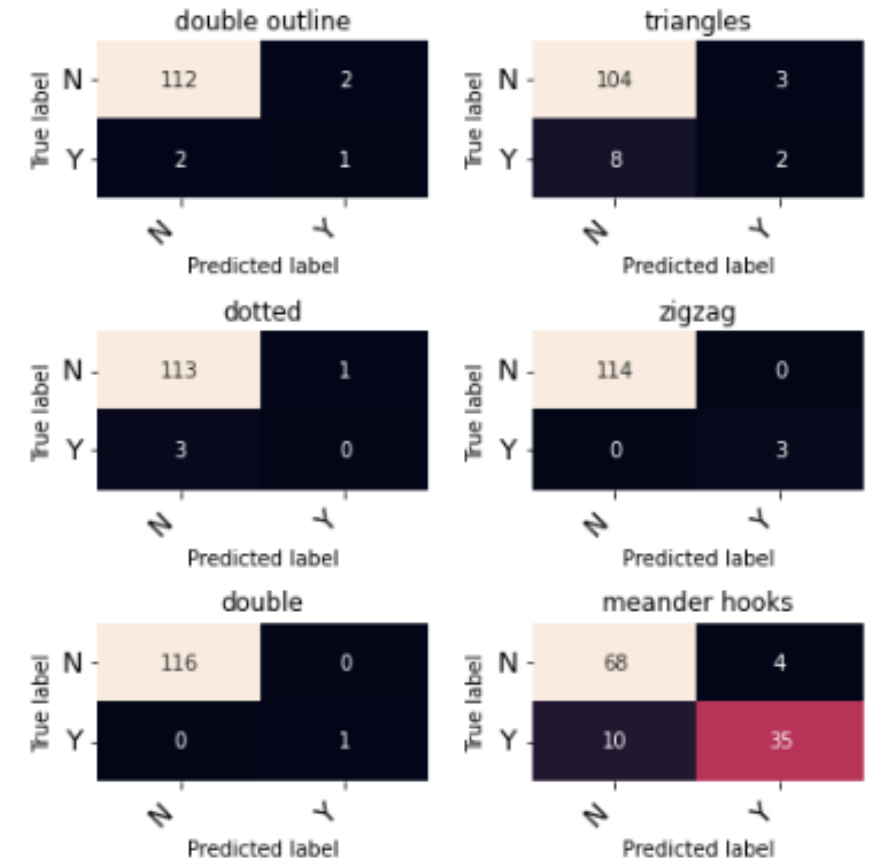 double outline
True label
N
112 2
Y
2 1
N Y
Predicted label
triangles
True label
N
104 3
Y
8 2
N Y
Predicted label
dotted
True label
N
113 1
Y
3 0
N Y
Predicted label
zigzag
True label
N
114 0
Y
0 3
N Y
Predicted label
double
True label
N
116 0
Y
0 1
N Y
Predicted label
meander hooks
True label
N
68 4
Y
10 35
N Y
Predicted label